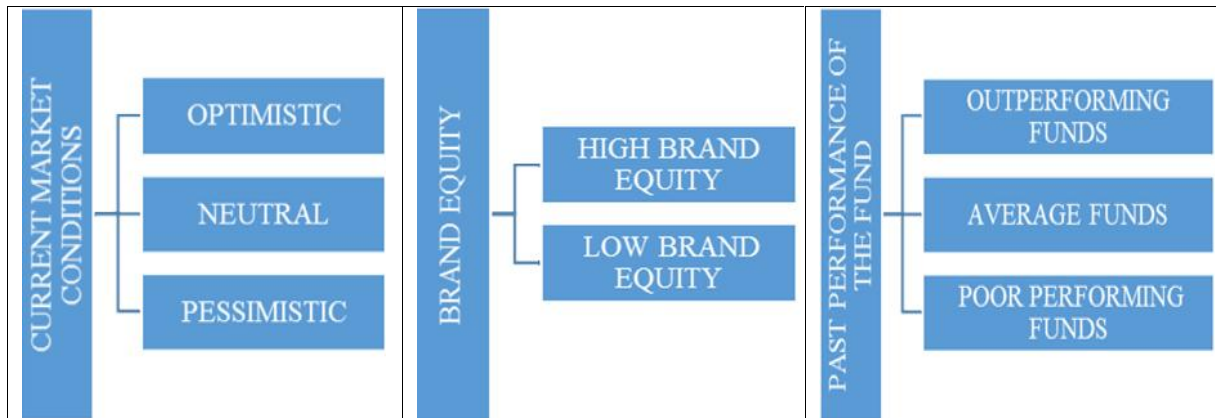 CURRENT MARKET
CONDITIONS
OPTIMISTIC
NEUTRAL
PESSIMISTIC
BRAND EQUITY
HIGH BRAND
EQUITY
LOW BRAND
EQUITY
PAST PERFORMANCE OF
THE FUND
OUTPERFORMING
FUNDS
AVERAGE FUNDS
POOR PERFORMING
FUNDS